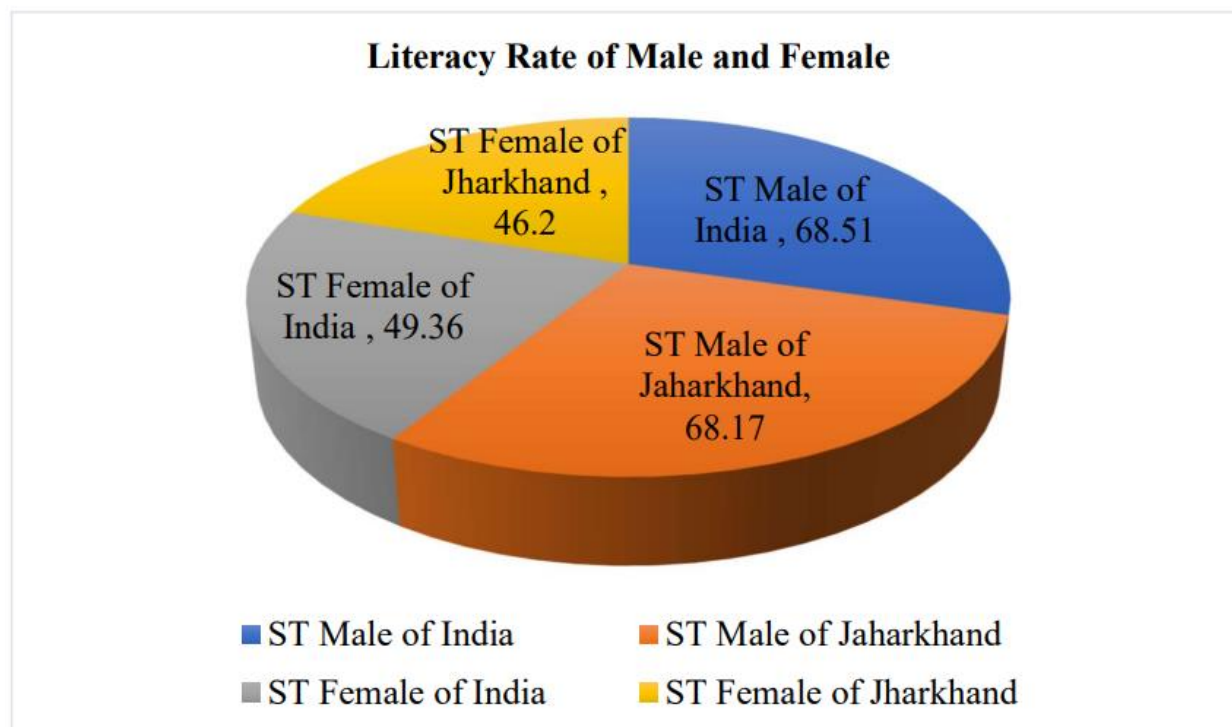 Literacy Rate of Male and Female
ST Female of
Jharkhand ,
46.2
ST Male of
India , 68.51
ST Female of
India , 49.36
ST Male of
Jaharkhand,
68.17
ST Male of India
ST Male of Jaharkhand
ST Female of India
ST Female of Jharkhand